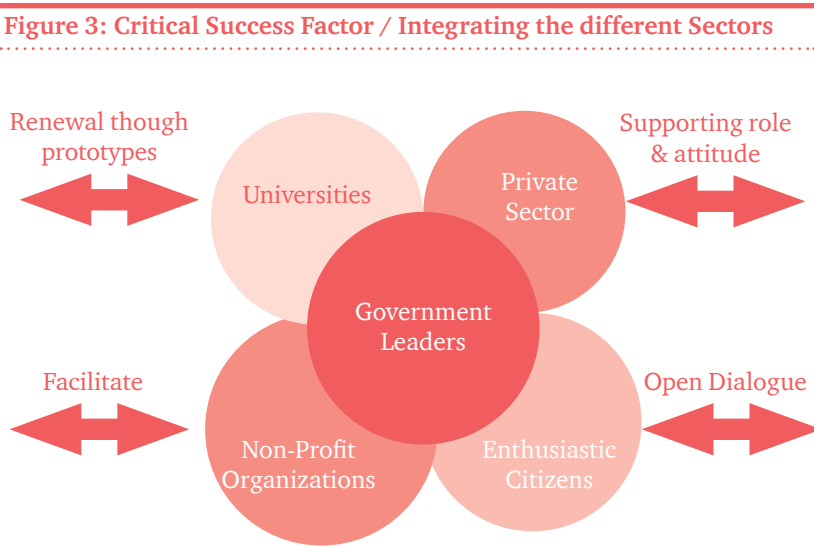 Figure 3: Critical Success Factor / Integrating the different Sectors
Renewal though
prototypes
Supporting role
& attitude
Universities
Private
Sector
Government
Leaders
Facilitate
Open Dialogue
Non-Profit
Organizations
Enthusiastic
Citizens